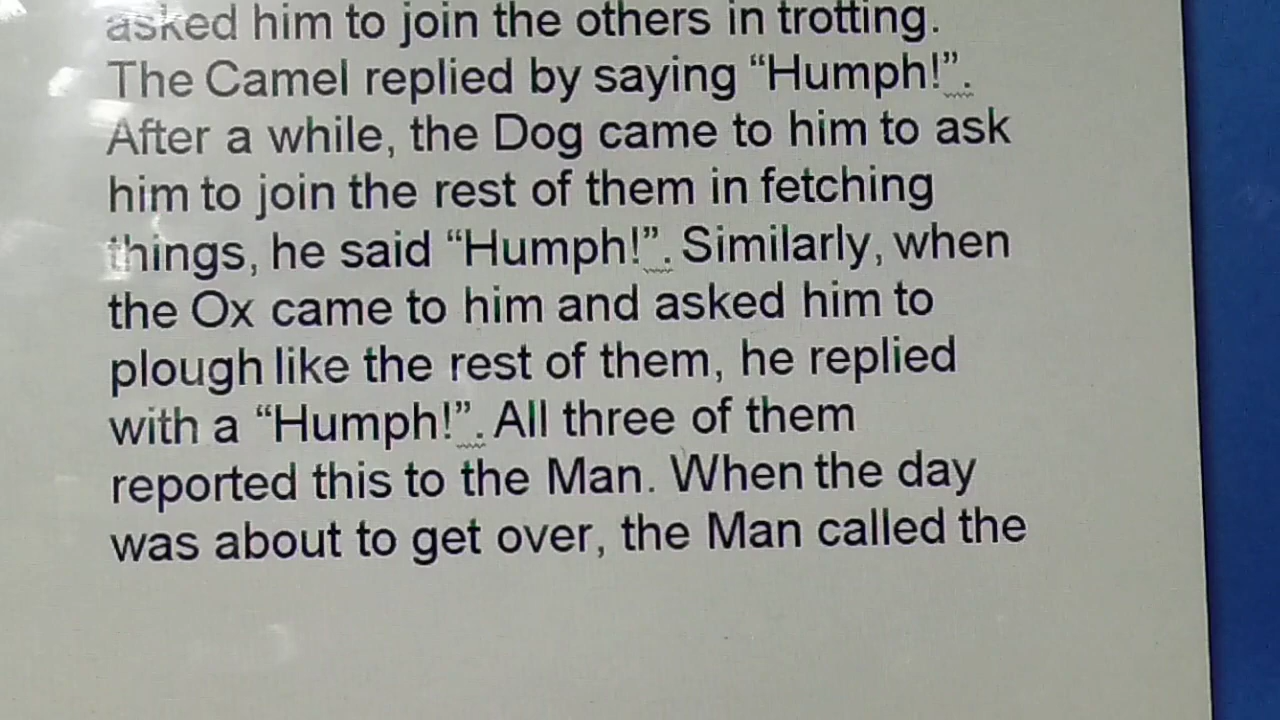 asked him to join the others in trotting.
The Camel replied by saying “Humph!”.
After a while, the Dog came to him to ask
him to join the rest of them in fetching
things, he said “Humph!”. Similarly, when
the Ox came to him and asked him to
plough like the rest of them, he replied
with a “Humph!”. All three of them
reported this to the Man. When the day
was about to get over, the Man called the